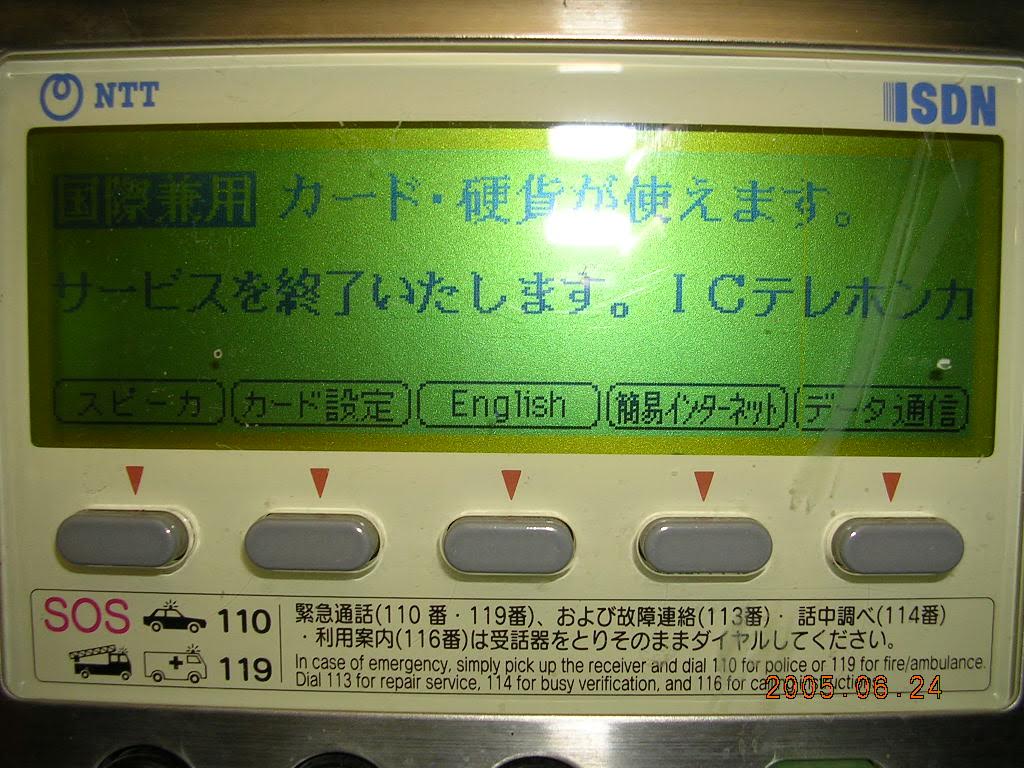 NTT
ISDN
国際兼用 カード・硬貨が使えます。
サービスを終了いたします。ICテレホンカ
スピーカ カード設定 English 簡易インターネット データ通信
SOS 110
119
緊急通話(110番・119番)、および故障連絡(113番)・話中調べ(114番)
・利用案内(116番)は受話器をとりそのままダイヤルしてください。
In case of emergency, simply pick up the receiver and dial 110 for police or 119 for fire/ambulance.
Dial 113 for repair service, 114 for busy verification, and 116 for calling instructions.
2005.06.24